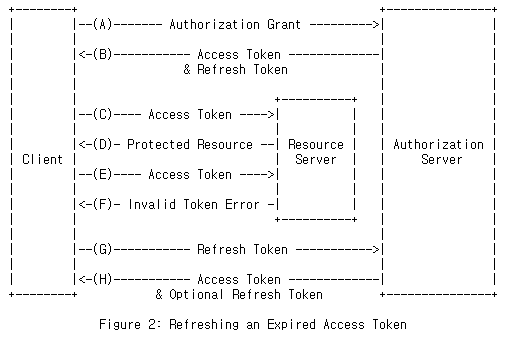 +--------+                                           +---------------+
|        |--(A)------- Authorization Grant --------->|               |
|        |                                           |               |
|        |<-(B)----------- Access Token -------------|               |
|        |               & Refresh Token             |               |
|        |                                           |               |
|        |                            +----------+   |               |
|        |--(C)---- Access Token ---->|          |   |               |
|        |                            |          |   |               |
|        |<-(D)- Protected Resource --| Resource |   | Authorization |
| Client |                            |  Server  |   |     Server    |
|        |--(E)---- Access Token ---->|          |   |               |
|        |                            |          |   |               |
|        |<-(F)- Invalid Token Error -|          |   |               |
|        |                            +----------+   |               |
|        |                                           |               |
|        |--(G)----------- Refresh Token ----------->|               |
|        |                                           |               |
|        |<-(H)----------- Access Token -------------|               |
+--------+           & Optional Refresh Token        +---------------+
Figure 2: Refreshing an Expired Access Token